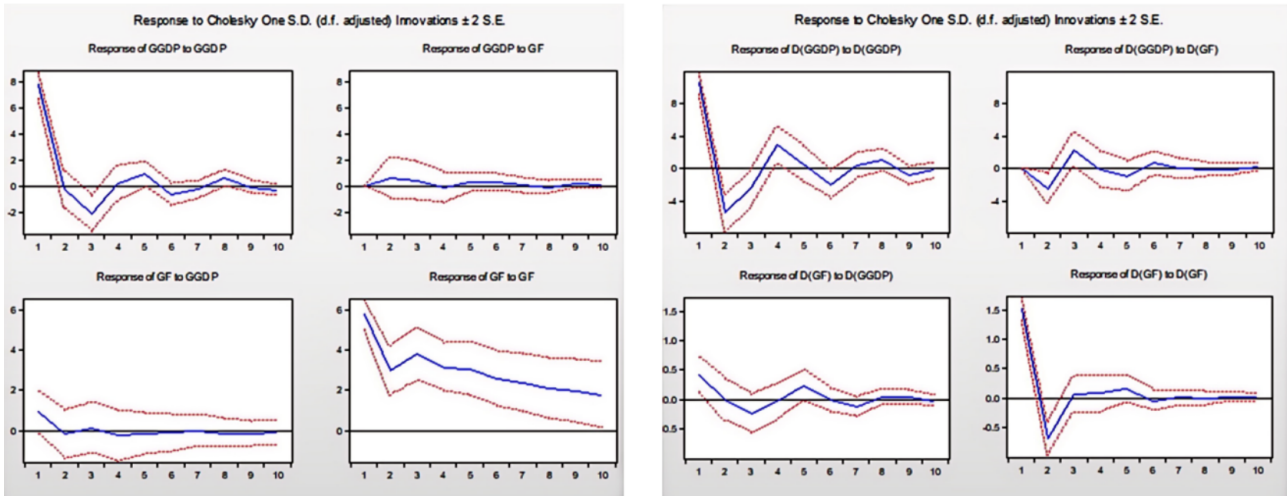 Response to Cholesky One S.D. (d.f. adjusted) Innovations ± 2 S.E.
Response of GGDP to GGDP
8
6
4
2
0
-2
1 2 3 4 5 6 7 8 9 10
Response of GGDP to GF
8
6
4
2
0
-2
1 2 3 4 5 6 7 8 9 10
Response of GF to GGDP
6
4
2
0
1 2 3 4 5 6 7 8 9 10
Response of GF to GF
6
4
2
0
1 2 3 4 5 6 7 8 9 10
Response to Cholesky One S.D. (d.f. adjusted) Innovations ± 2 S.E.
Response of D(GGDP) to D(GGDP)
8
4
0
-4
1 2 3 4 5 6 7 8 9 10
Response of D(GGDP) to D(GF)
8
4
0
-4
1 2 3 4 5 6 7 8 9 10
Response of D(GF) to D(GGDP)
1.5
1.0
0.5
0.0
0.5
1 2 3 4 5 6 7 8 9 10
Response of D(GF) to D(GF)
1.5
1.0
0.5
0.0
-0.5
1 2 3 4 5 6 7 8 9 10